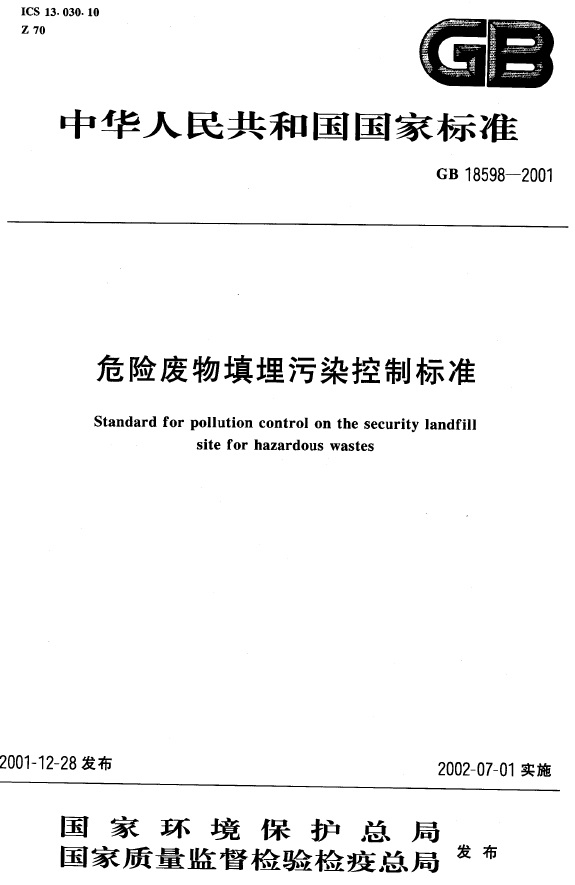 ICS 13.030.10
Z 70
GB
中华人民共和国国家标准
GB 18598—2001
危险废物填埋污染控制标准
Standard for pollution control on the security landfill
site for hazardous wastes
2001-12-28 发布
2002-07-01 实施
国家环境保护总局
国家质量监督检验检疫总局 发布